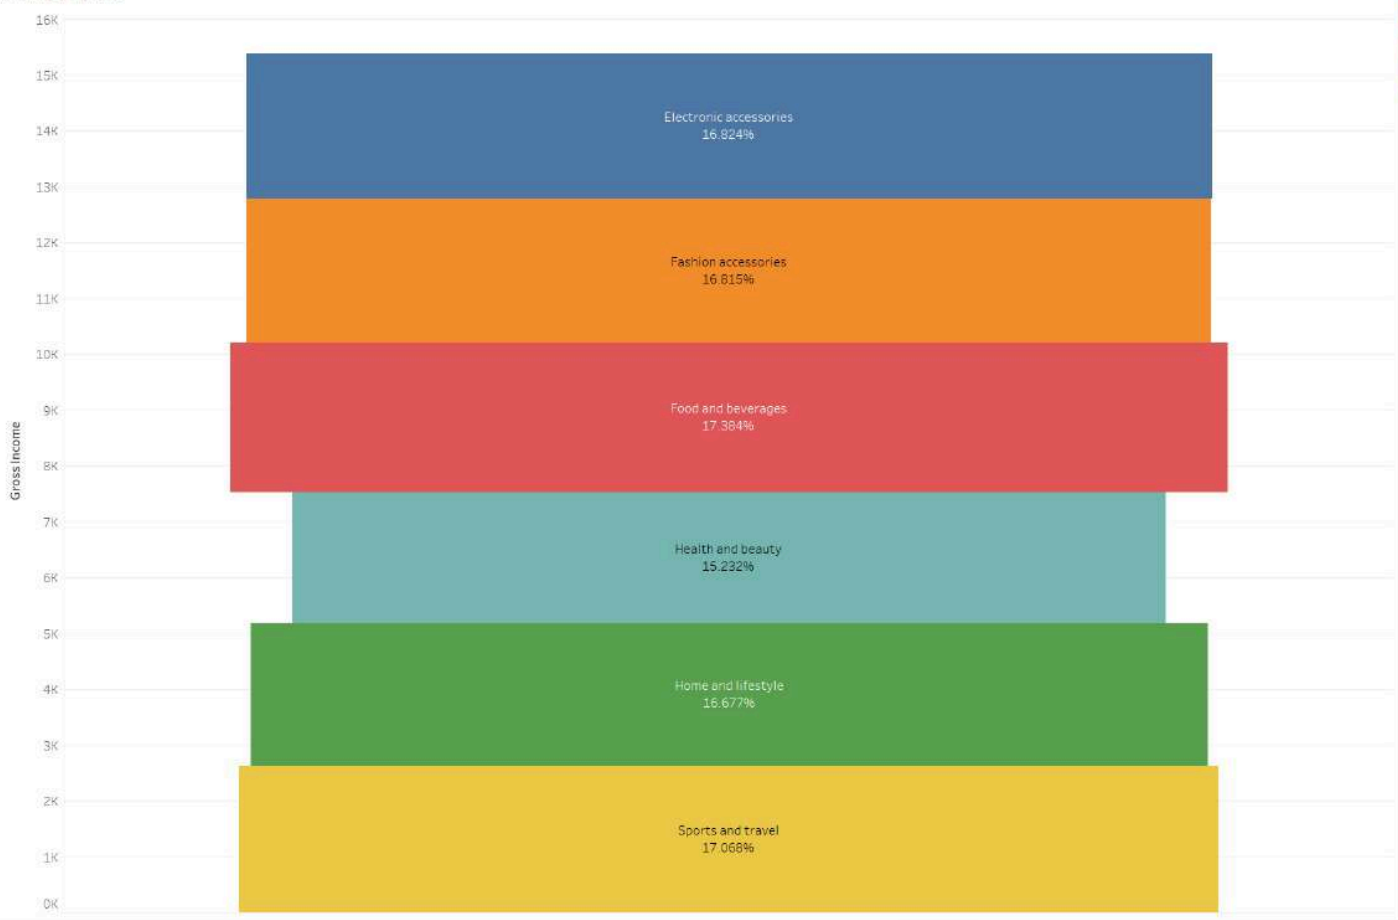 16K
15K
14K
13K
12K
11K
10K
9K
8K
7K
6K
5K
4K
3K
2K
1K
0K
Gross Income
Electronic accessories
16.824%
Fashion accessories
16.815%
Food and beverages
17.384%
Health and beauty
15.232%
Home and lifestyle
16.677%
Sports and travel
17.068%